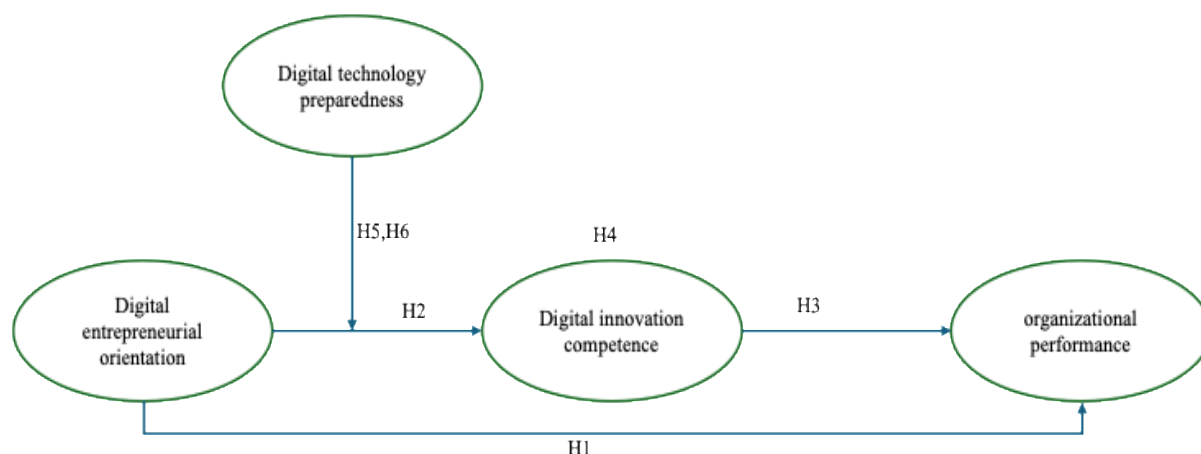 Digital technology
preparedness
H5,H6
H4
Digital
entrepreneurial
orientation
H2
Digital innovation
competence
H3
organizational
performance
H1